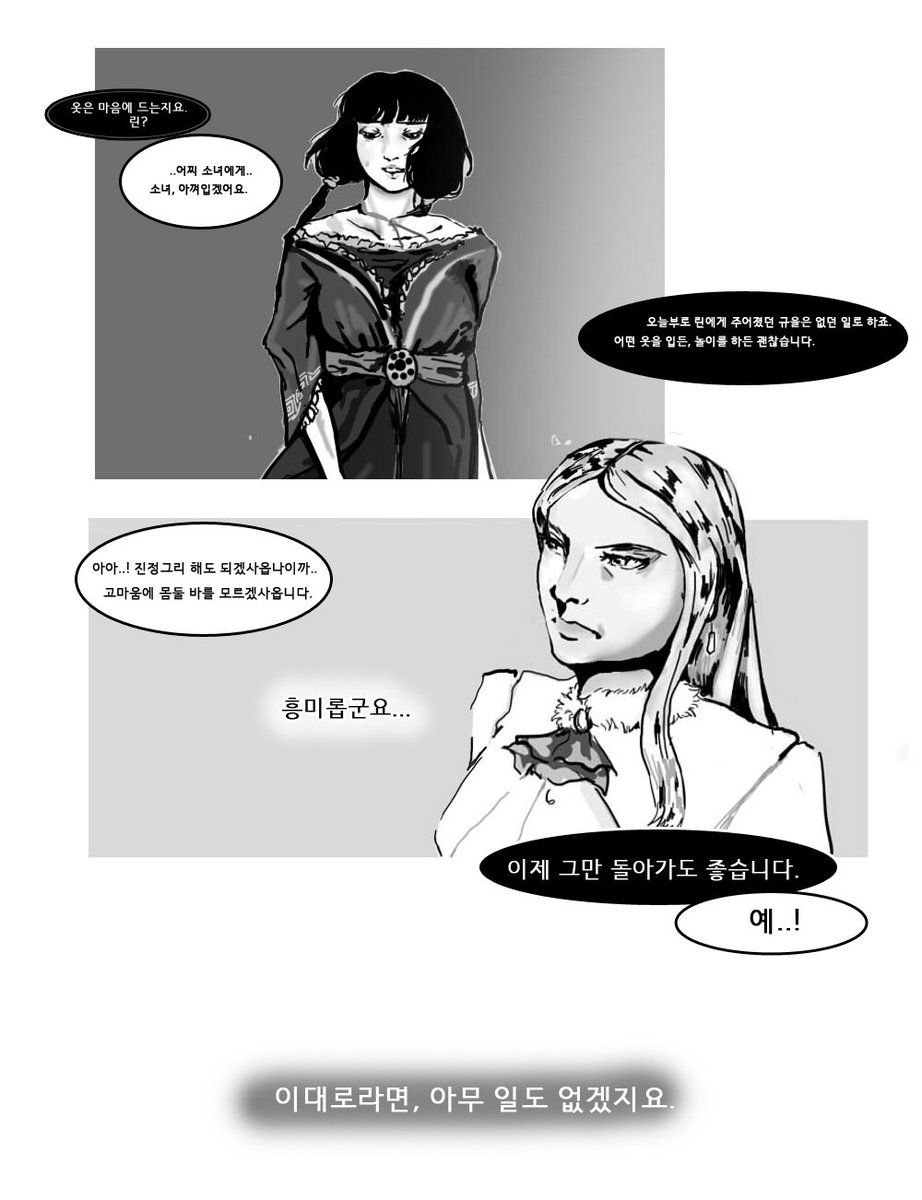 옷은 마음에 드는지요.
린?
..어찌 소녀에게..
소녀, 아껴입겠어요.
오늘부로 린에게 주어졌던 규율은 없던 일로 하죠.
어떤 옷을 입든, 놀이를 하든 괜찮습니다.
아아..! 진정그리 해도 되겠사옵나이까..
고마움에 몸둘 바를 모르겠사옵니다.
흥미롭군요...
이제 그만 돌아가도 좋습니다.
예..!
이대로라면, 아무 일도 없겠지요.